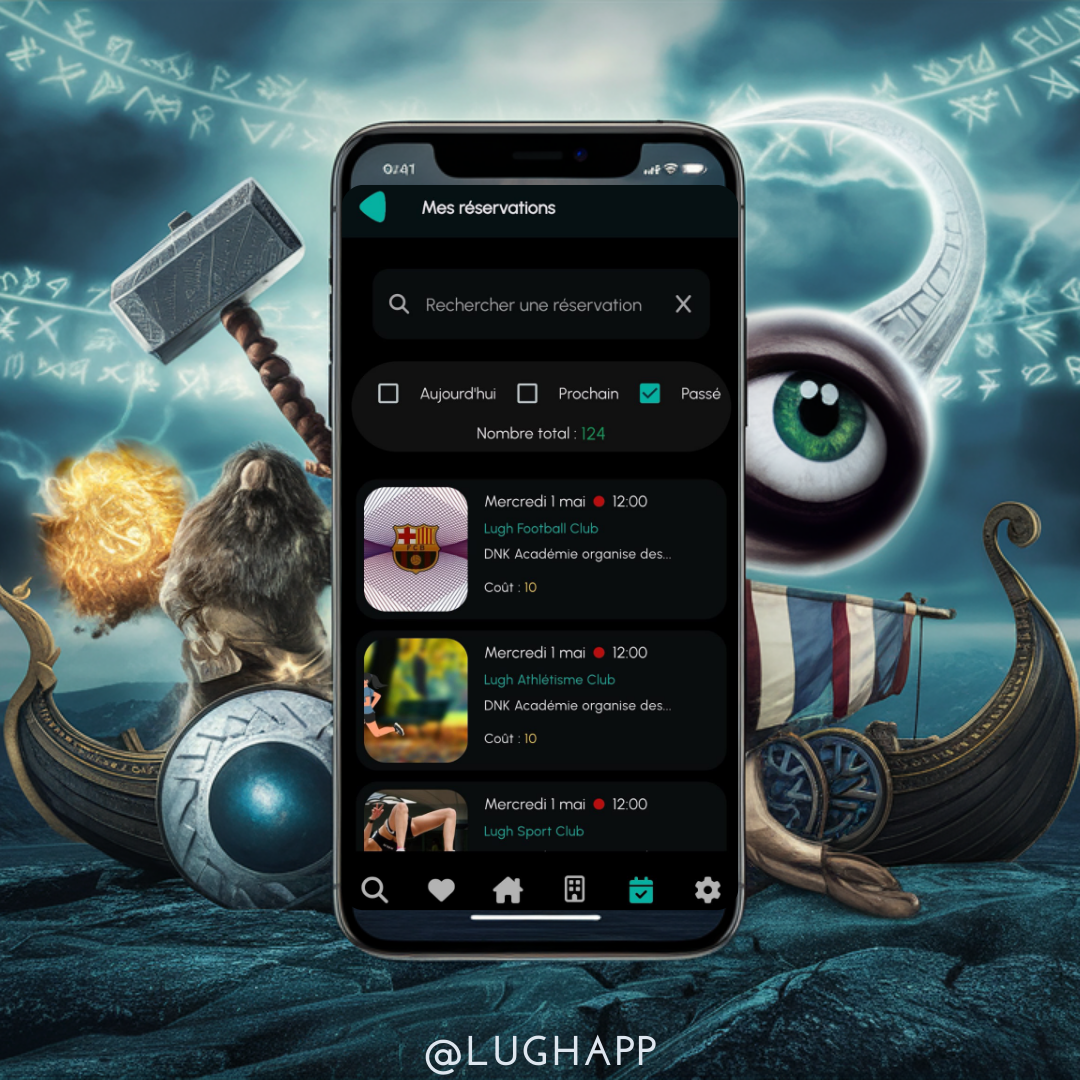 0:41
Mes réservations
Rechercher une réservation X
Aujourd'hui Prochain Passé
Nombre total : 124
Mercredi 1 mai 12:00
Lugh Football Club
FCB
DNK Académie organise des...
Coût : 10
Mercredi 1 mai 12:00
Lugh Athlétisme Club
DNK Académie organise des...
Coût : 10
Mercredi 1 mai 12:00
Lugh Sport Club
@LUGHAPP